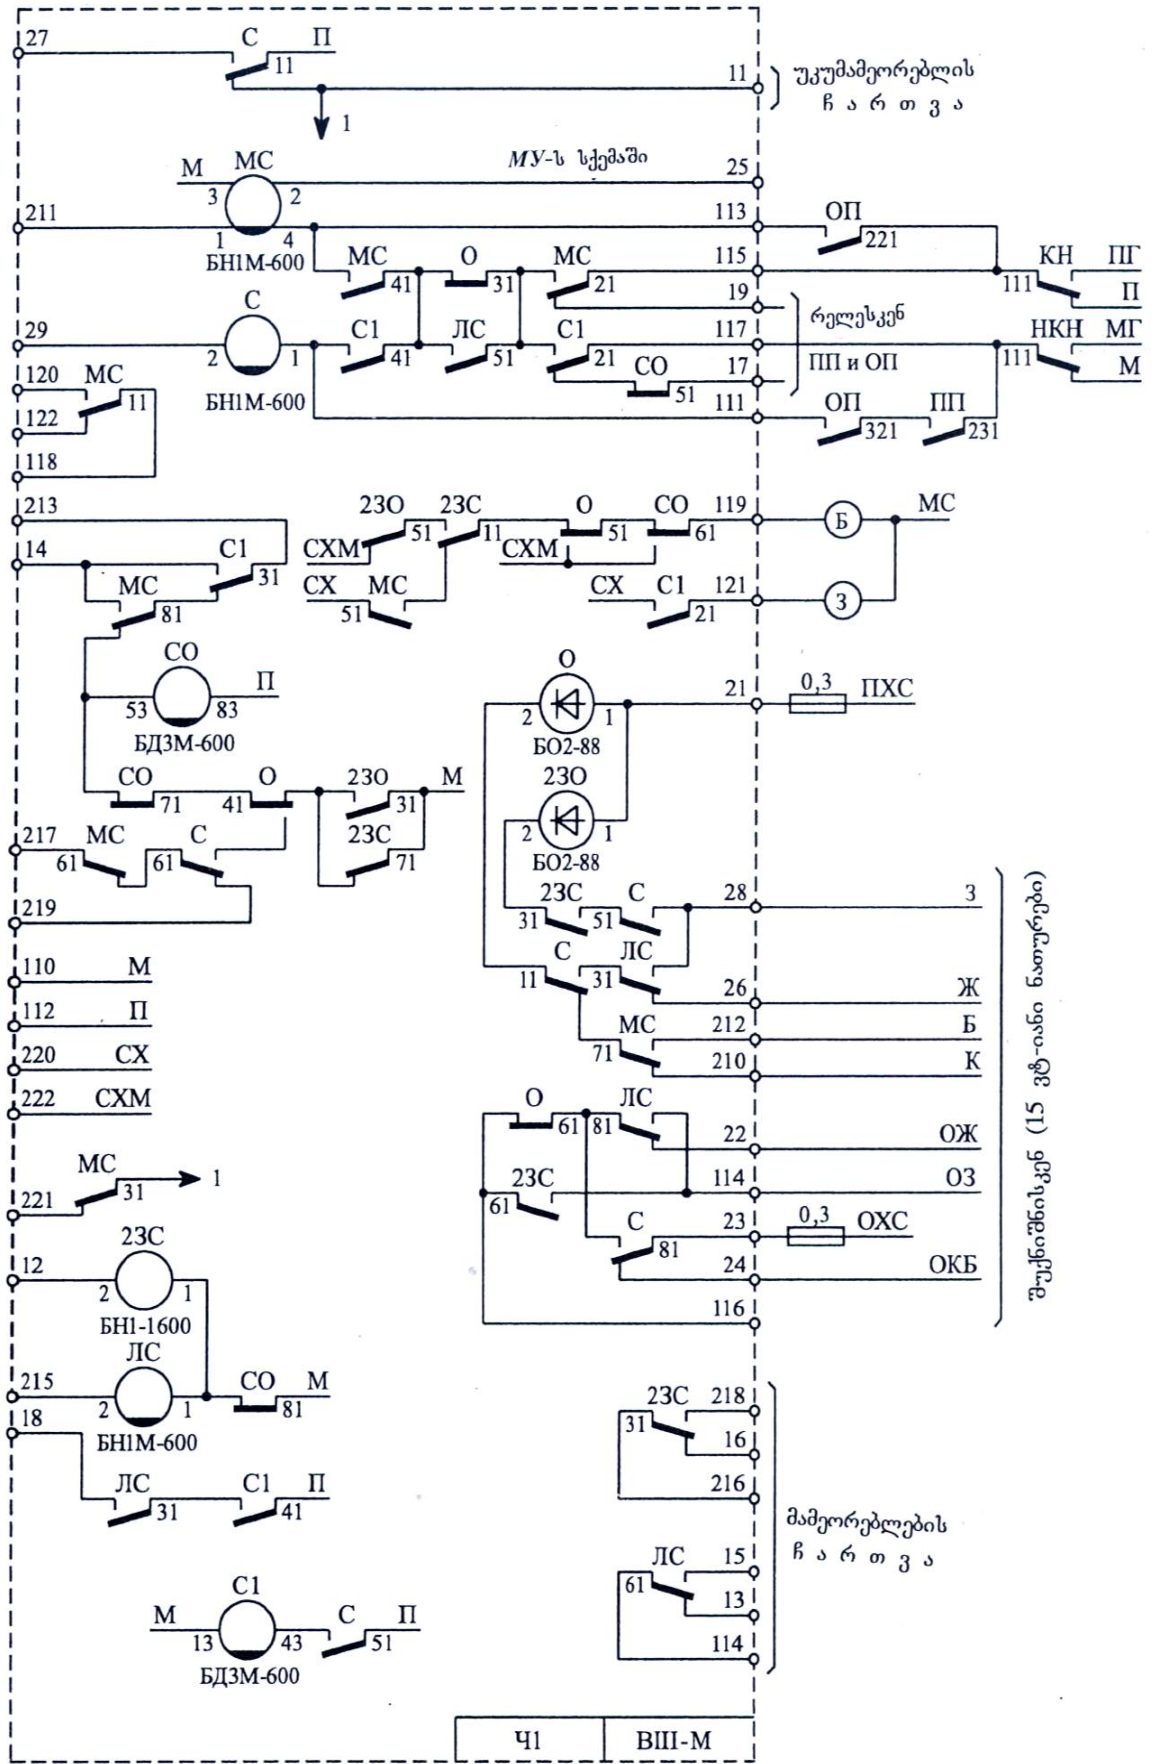 27 С П
11
11
უკუმამეორებლის
ჩ ა რ თ ვ ა
1
М МС МУ-ს სქემაში 25
3 2
211 113 ОП
1 4 221
БН1М-600
МС О МС 115 КН ПГ
41 31 21 111
19 П
რელესკენ
ПП и ОП
С
29 С1 ЛС С1 117 НКН МГ
2 1 41 51 21 111
СО 17 М
51
БН1М-600
120 МС
11
122
118
111 ОП ПП
321 231
213 23О 23С О СО 119 Б МС
51 11 51 61
СХМ СХМ
14 С1
31
МС
81
СХ МС СХ С1 121 З
51 21
СО П
53 83
БД3М-600
О 21 0,3 ПХС
2 1
БО2-88
23О
2 1
БО2-88
СО О 23О М
71 41 31
23С
71
217 МС С
61 61
219
23С С 28 З
31 51
С ЛС
11 31 26 Ж
МС 212 Б
71 210 К
110 М
112 П
220 СХ
222 СХМ
О ЛС
61 81 22 ОЖ
23С 114 ОЗ
61
С 23 0,3 ОХС
81
24 ОКБ
116
შუქნიშნისკენ (15 ვტ-იანი ნათურები)
МС
31 1
221
23С
12
2 1
БН1-1600
ЛС
215 СО М
2 1 81
18
БН1М-600
ЛС С1 П
31 41
23С 218
31
16
216
მამეორებლების
ჩ ა რ თ ვ ა
ЛС 15
61
13
114
С1
М С П
13 43 51
БД3М-600
Ч1 ВШ-М